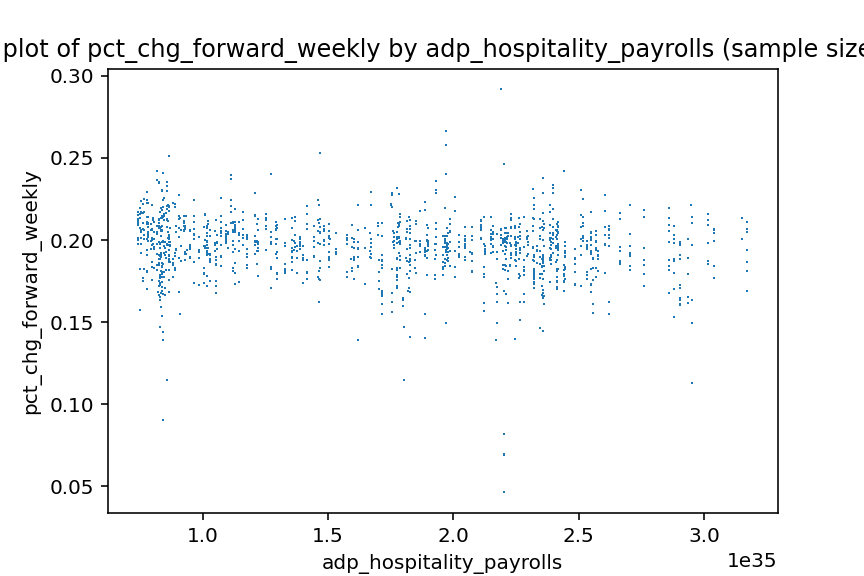 plot of pct_chg_forward_weekly by adp_hospitality_payrolls (sample size
0.30
0.25
0.20
0.15
0.10
0.05
pct_chg_forward_weekly
1.0 1.5 2.0 2.5 3.0
1e35
adp_hospitality_payrolls